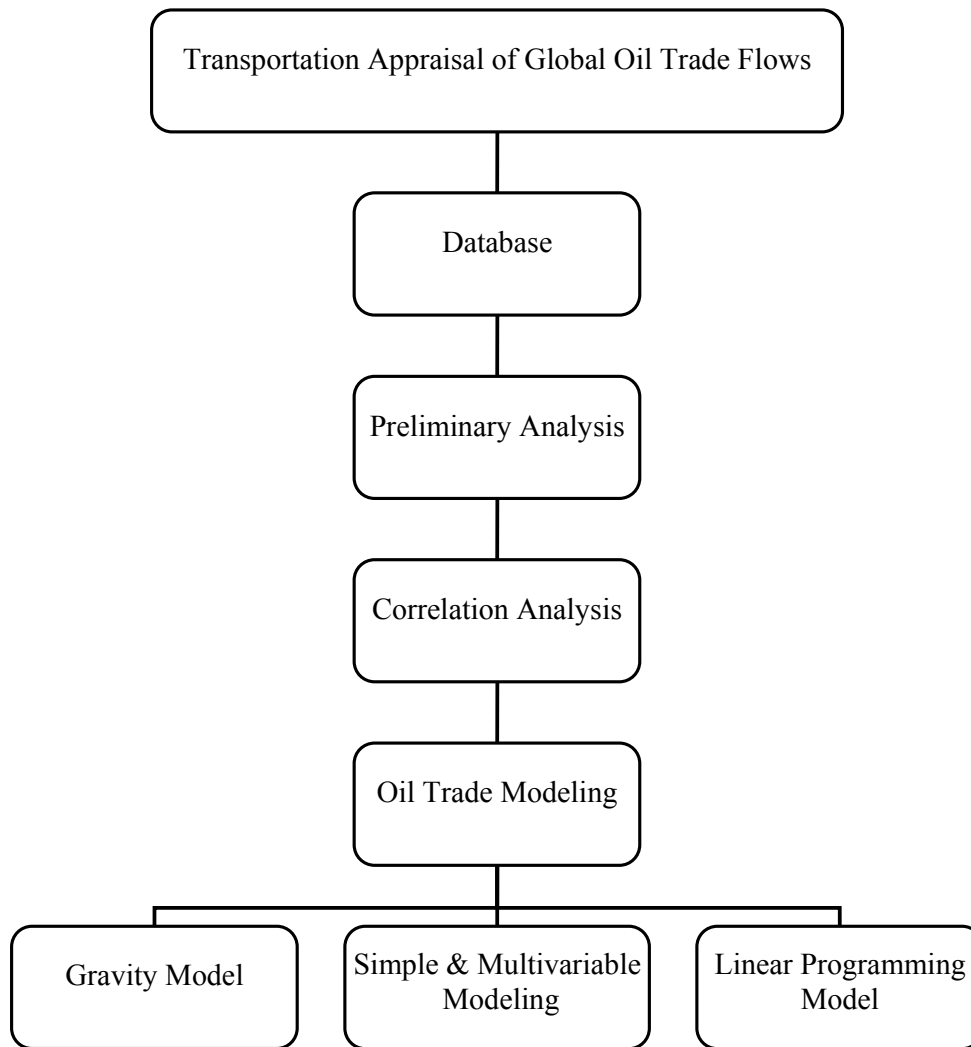 Transportation Appraisal of Global Oil Trade Flows
Database
Preliminary Analysis
Correlation Analysis
Oil Trade Modeling
Gravity Model
Simple & Multivariable
Modeling
Linear Programming
Model